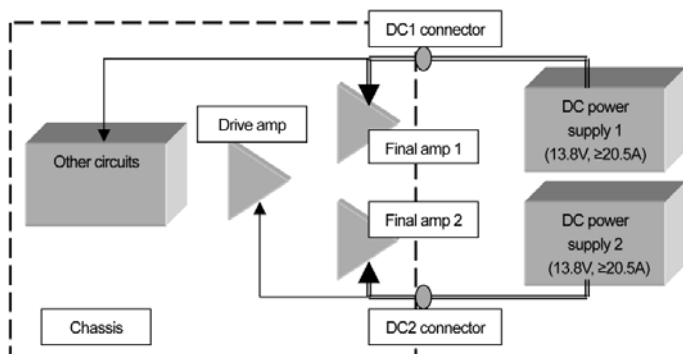 DC1 connector
DC power
supply 1
(13.8V, ≥20.5A)
Drive amp
Other circuits
Final amp 1
Final amp 2
DC power
supply 2
(13.8V, ≥20.5A)
Chassis
DC2 connector